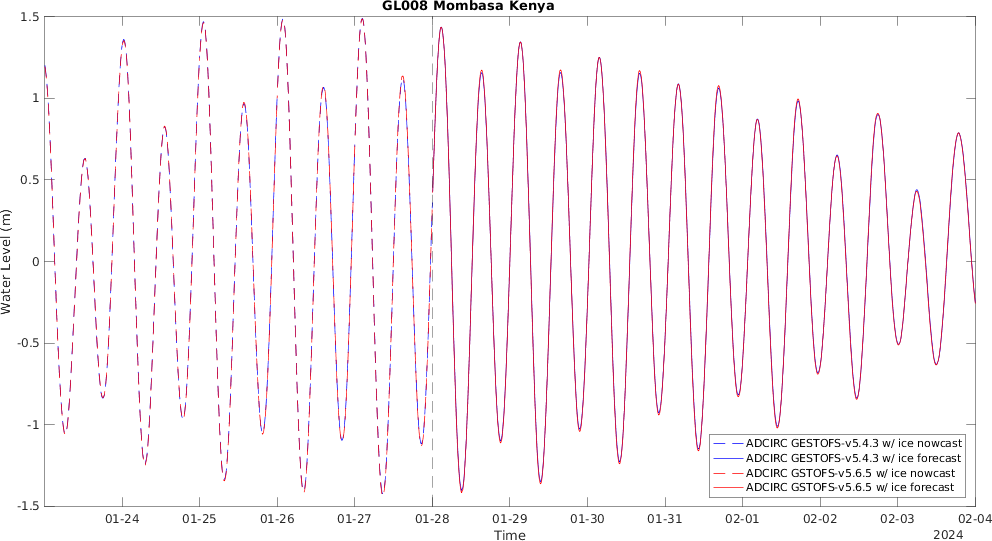 GL008 Mombasa Kenya
1.5
1
0.5
0
-0.5
-1
-1.5
Water Level (m)
01-24 01-25 01-26 01-27 01-28 01-29 01-30 01-31 02-01 02-02 02-03 02-04
Time
2024
ADCIRC GESTOFS-v5.4.3 w/ ice nowcast
ADCIRC GESTOFS-v5.4.3 w/ ice forecast
ADCIRC GSTOFS-v5.6.5 w/ ice nowcast
ADCIRC GSTOFS-v5.6.5 w/ ice forecast